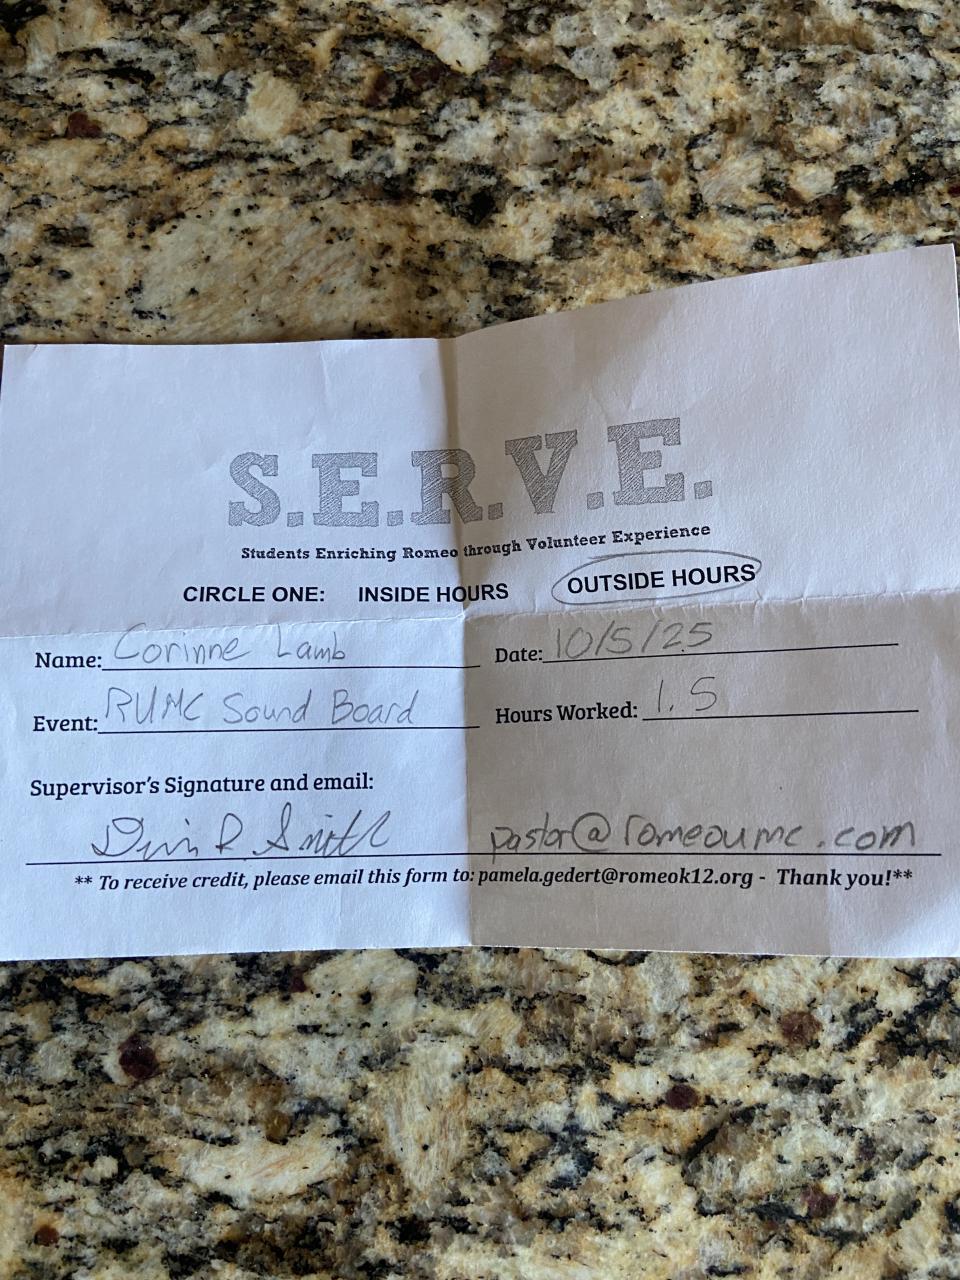 S.E.R.V.E.
Students Enriching Romeo through Volunteer Experience
CIRCLE ONE: INSIDE HOURS OUTSIDE HOURS
Name: Corinne Lamb Date: 10/5/25
Event: RUMC Sound Board Hours Worked: 1.5
Supervisor's Signature and email:
R Smith pastor@romeoumc.com
** To receive credit, please email this form to: pamela.gedert@romeok12.org - Thank you!**